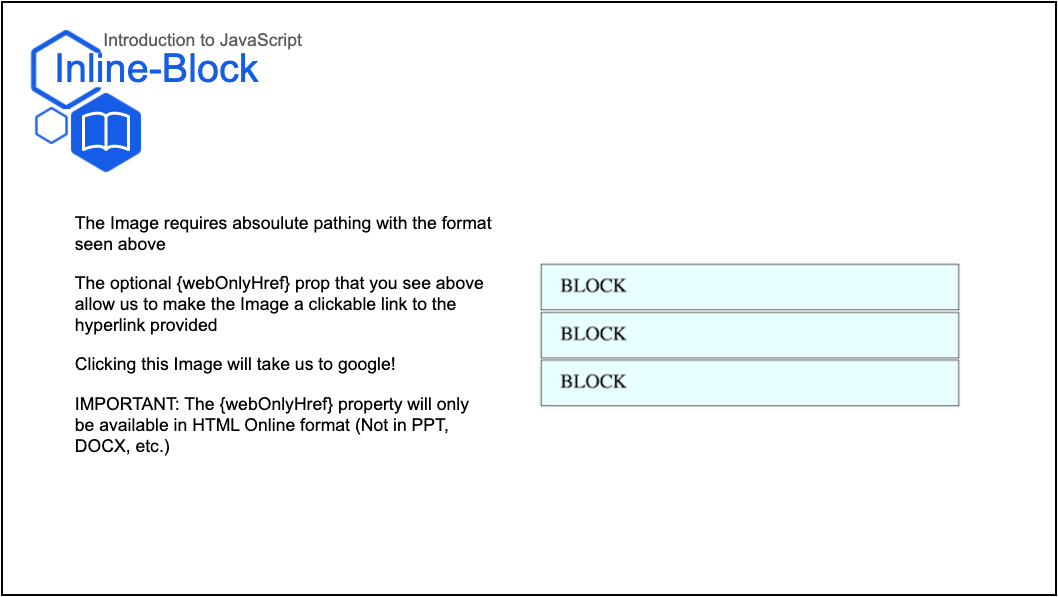 Introduction to JavaScript
Inline-Block
The Image requires absoulute pathing with the format
seen above
The optional {webOnlyHref} prop that you see above
allow us to make the Image a clickable link to the
hyperlink provided
Clicking this Image will take us to google!
IMPORTANT: The {webOnlyHref} property will only
be available in HTML Online format (Not in PPT,
DOCX, etc.)
BLOCK
BLOCK
BLOCK